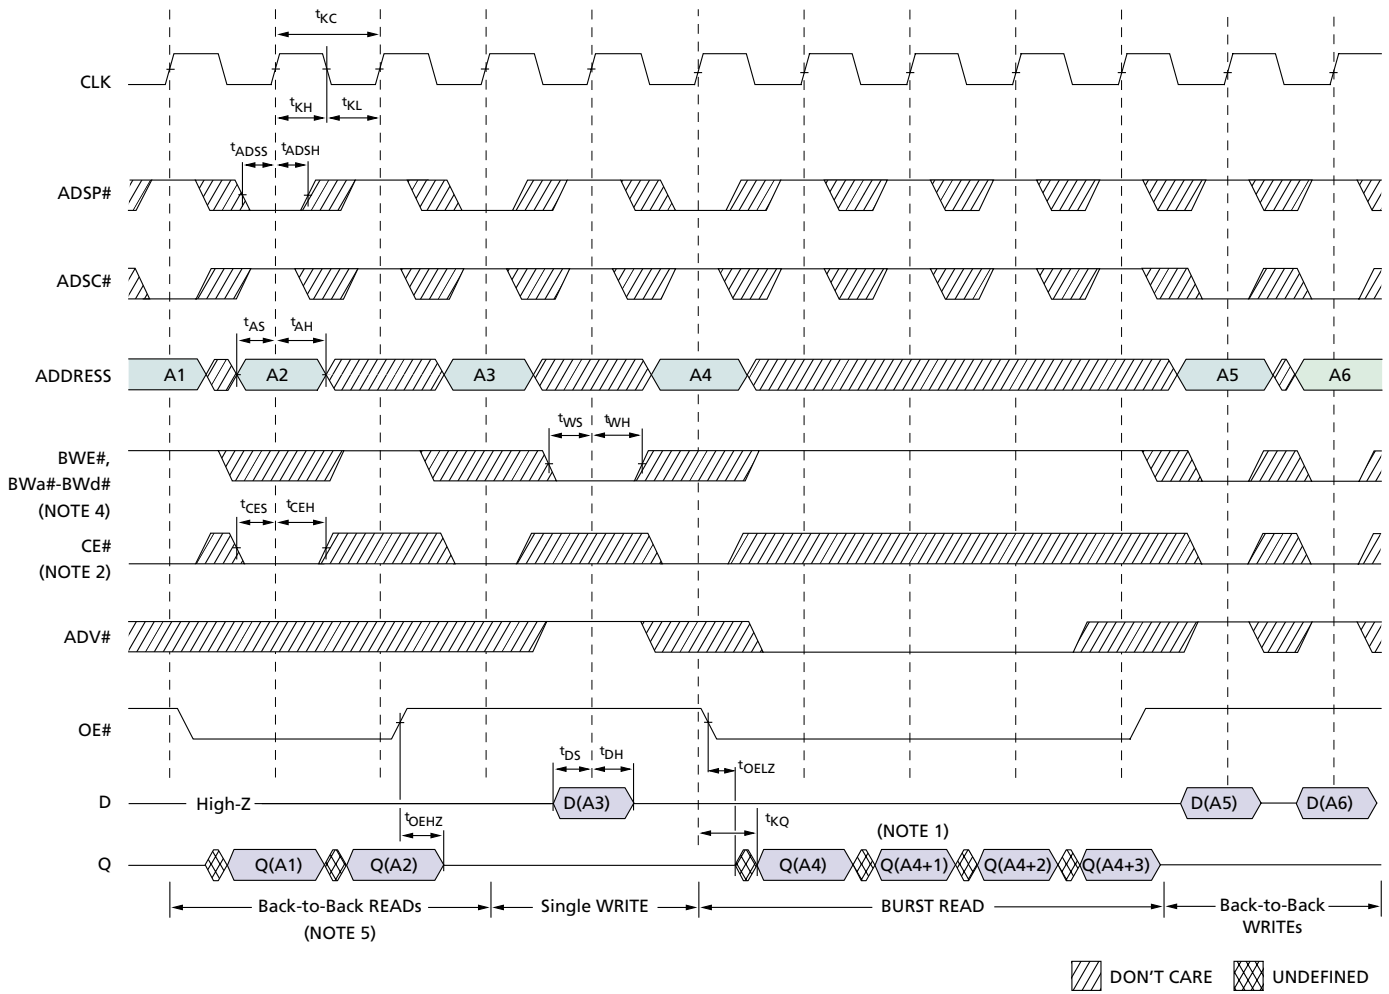 tKC
CLK
tKH
tKL
tADSS
tADSH
ADSP#
ADSC#
tAS
tAH
ADDRESS
A1
A2
A3
A4
A5
A6
tWS
tWH
BWE#,
BWa#-BWd#
(NOTE 4)
tCES
tCEH
CE#
(NOTE 2)
ADV#
OE#
tDS
tDH
tOELZ
D
High-Z
D(A3)
D(A5)
D(A6)
tOEHZ
tKQ
(NOTE 1)
Q
Q(A1)
Q(A2)
Q(A4)
Q(A4+1)
Q(A4+2)
Q(A4+3)
Back-to-Back READs
(NOTE 5)
Single WRITE
BURST READ
Back-to-Back
WRITEs
DON'T CARE
UNDEFINED